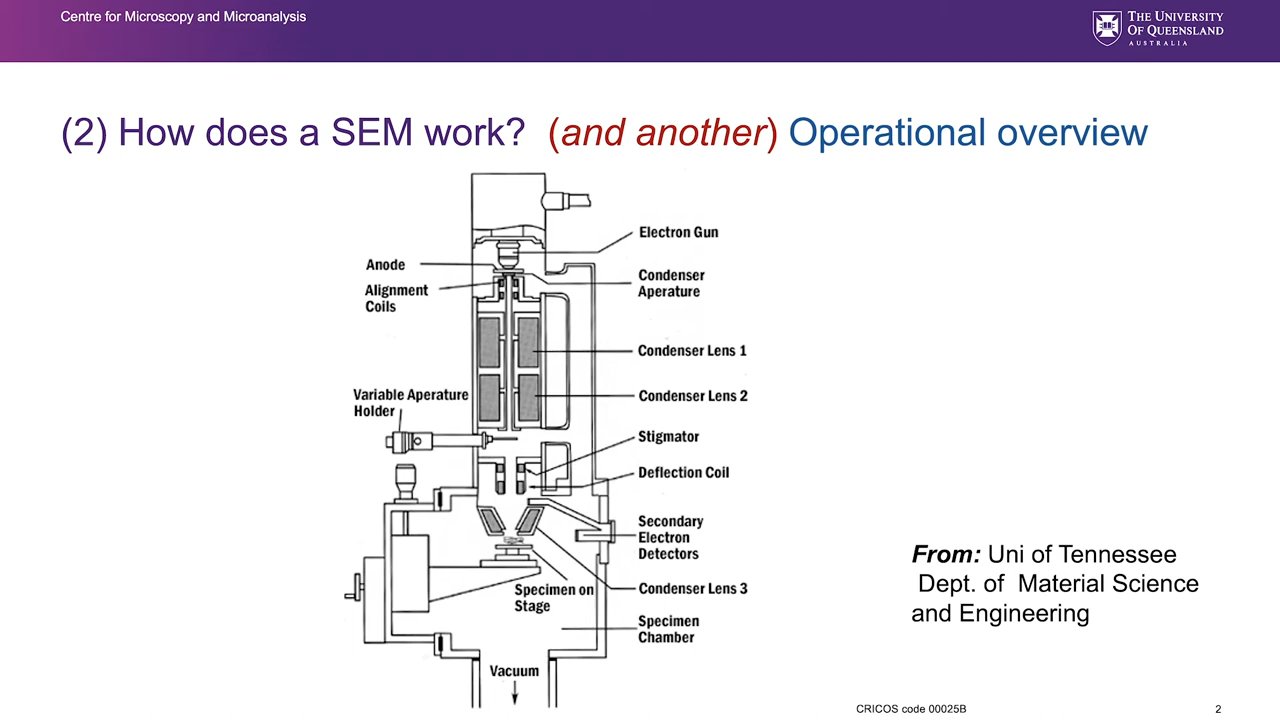 Centre for Microscopy and Microanalysis
THE UNIVERSITY
OF QUEENSLAND
AUSTRALIA
(2) How does a SEM work? (and another) Operational overview
Electron Gun
Anode
Condenser
Aperature
Alignment
Coils
Condenser Lens 1
Condenser Lens 2
Variable Aperature
Holder
Stigmator
Deflection Coil
Secondary
Electron
Detectors
Specimen on
Stage
Condenser Lens 3
Specimen
Chamber
Vacuum
From: Uni of Tennessee
Dept. of Material Science
and Engineering
CRICOS code 00025B
2